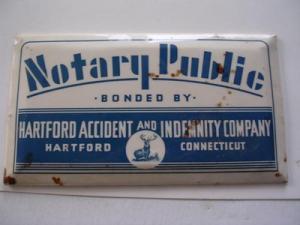 Notary Public
· BONDED BY ·
HARTFORD ACCIDENT AND INDEMNITY COMPANY
HARTFORD CONNECTICUT